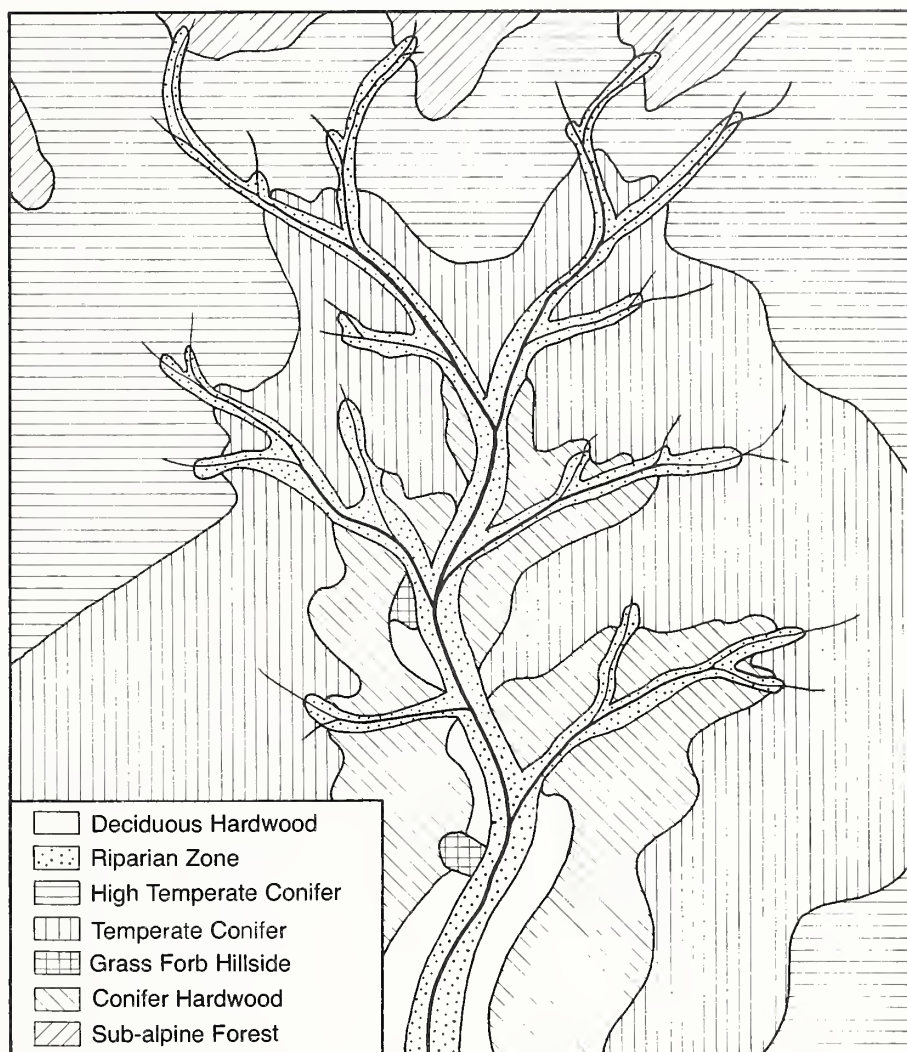 Deciduous Hardwood
Riparian Zone
High Temperate Conifer
Temperate Conifer
Grass Forb Hillside
Conifer Hardwood
Sub-alpine Forest